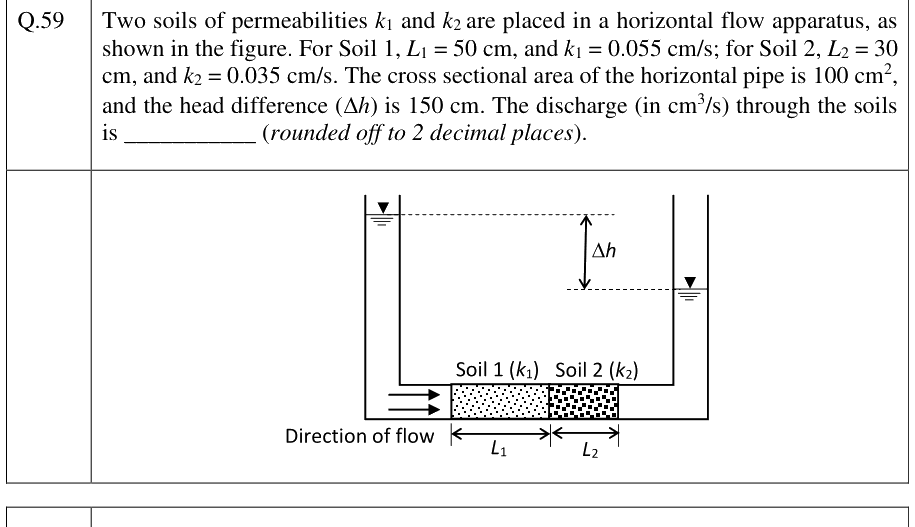 Q.59
Two soils of permeabilities k₁ and k₂ are placed in a horizontal flow apparatus, as
shown in the figure. For Soil 1, L₁ = 50 cm, and k₁ = 0.055 cm/s; for Soil 2, L₂ = 30
cm, and k₂ = 0.035 cm/s. The cross sectional area of the horizontal pipe is 100 cm²,
and the head difference (Δh) is 150 cm. The discharge (in cm³/s) through the soils
is ____________ (rounded off to 2 decimal places).
Δh
Soil 1 (k₁) Soil 2 (k₂)
Direction of flow
L₁ L₂